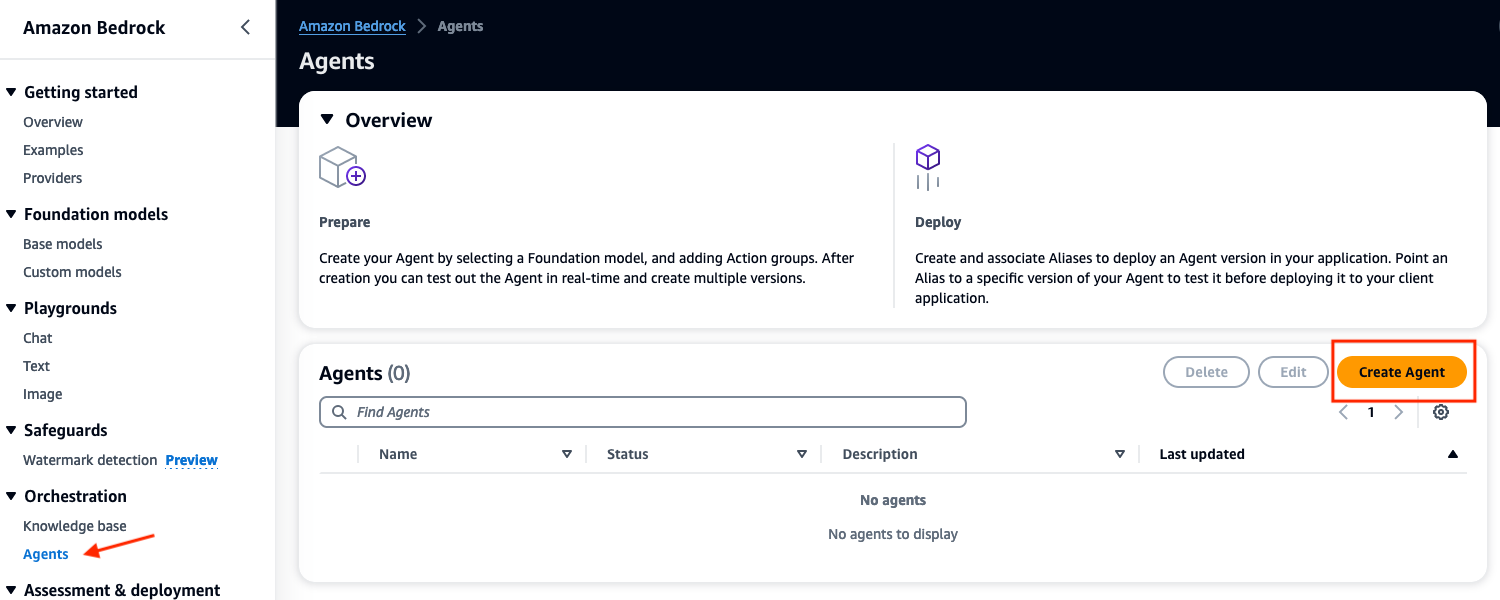 Amazon Bedrock
Getting started
Overview
Examples
Providers
Foundation models
Base models
Custom models
Playgrounds
Chat
Text
Image
Safeguards
Watermark detection Preview
Orchestration
Knowledge base
Agents
Assessment & deployment
Amazon Bedrock > Agents
Agents
Overview
Prepare
Create your Agent by selecting a Foundation model, and adding Action groups. After
creation you can test out the Agent in real-time and create multiple versions.
Deploy
Create and associate Aliases to deploy an Agent version in your application. Point an
Alias to a specific version of your Agent to test it before deploying it to your client
application.
Agents (0)
Delete Edit Create Agent
Find Agents
1
Name Status Description Last updated
No agents
No agents to display